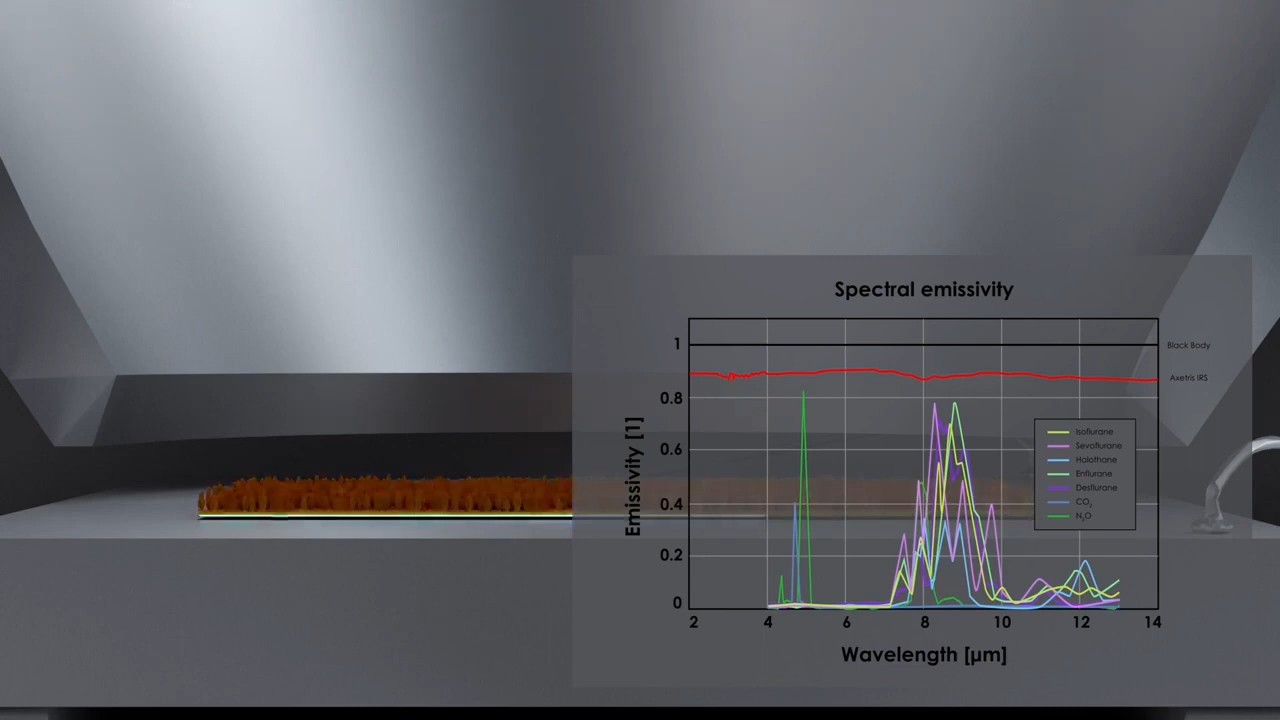 Spectral emissivity
Emissivity [1]
1
0.8
0.6
0.4
0.2
0
Black Body
Axetris IRS
Isoflurane
Sevoflurane
Halothane
Enflurane
Desflurane
CO₂
N₂O
2 4 6 8 10 12 14
Wavelength [µm]